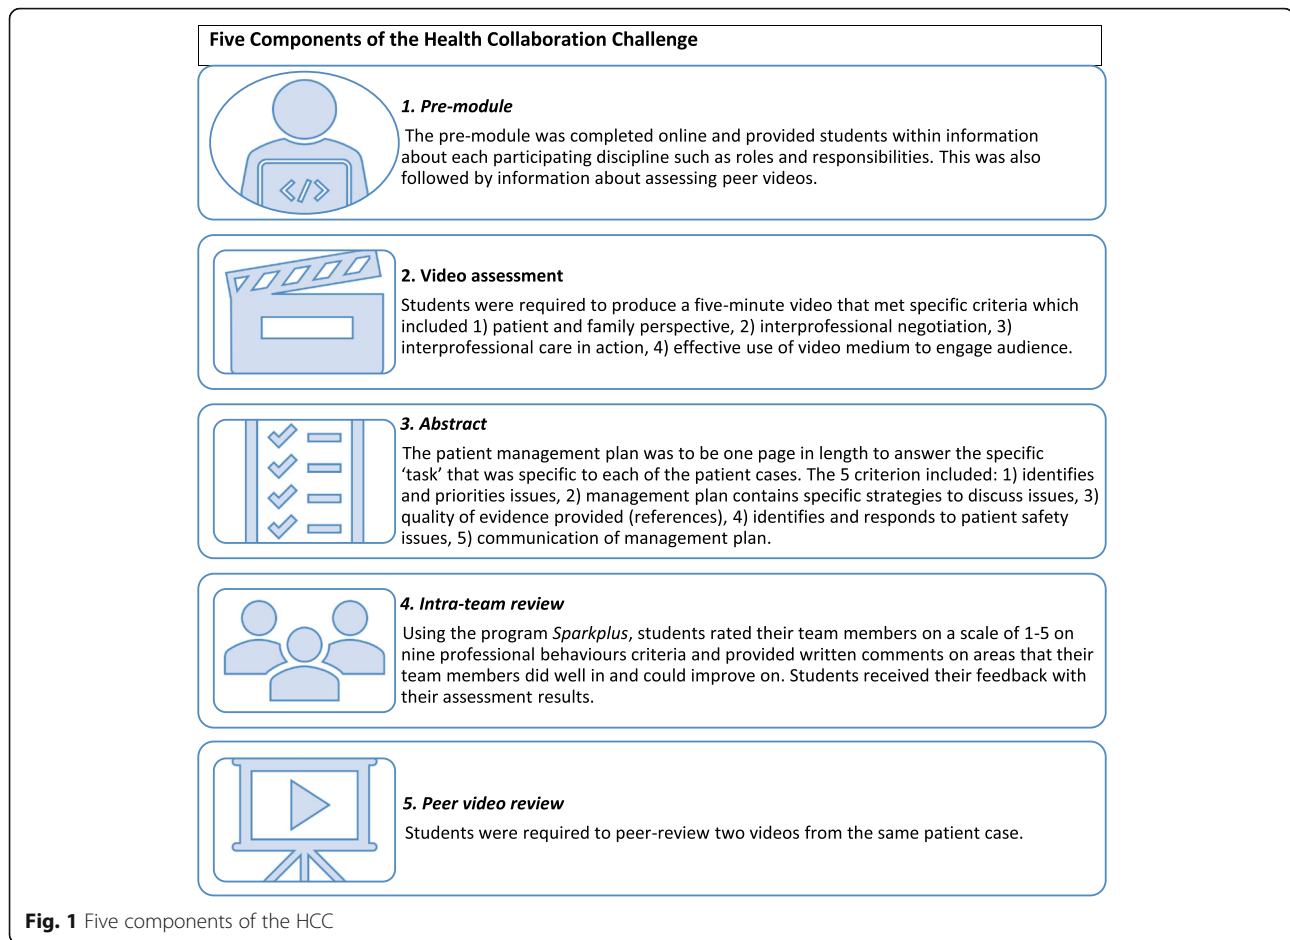 Five Components of the Health Collaboration Challenge
1. Pre-module
The pre-module was completed online and provided students within information
about each participating discipline such as roles and responsibilities. This was also
followed by information about assessing peer videos.
</>
2. Video assessment
Students were required to produce a five-minute video that met specific criteria which
included 1) patient and family perspective, 2) interprofessional negotiation, 3)
interprofessional care in action, 4) effective use of video medium to engage audience.
3. Abstract
The patient management plan was to be one page in length to answer the specific
‘task’ that was specific to each of the patient cases. The 5 criterion included: 1) identifies
and priorities issues, 2) management plan contains specific strategies to discuss issues, 3)
quality of evidence provided (references), 4) identifies and responds to patient safety
issues, 5) communication of management plan.
4. Intra-team review
Using the program Sparkplus, students rated their team members on a scale of 1-5 on
nine professional behaviours criteria and provided written comments on areas that their
team members did well in and could improve on. Students received their feedback with
their assessment results.
5. Peer video review
Students were required to peer-review two videos from the same patient case.
Fig. 1 Five components of the HCC